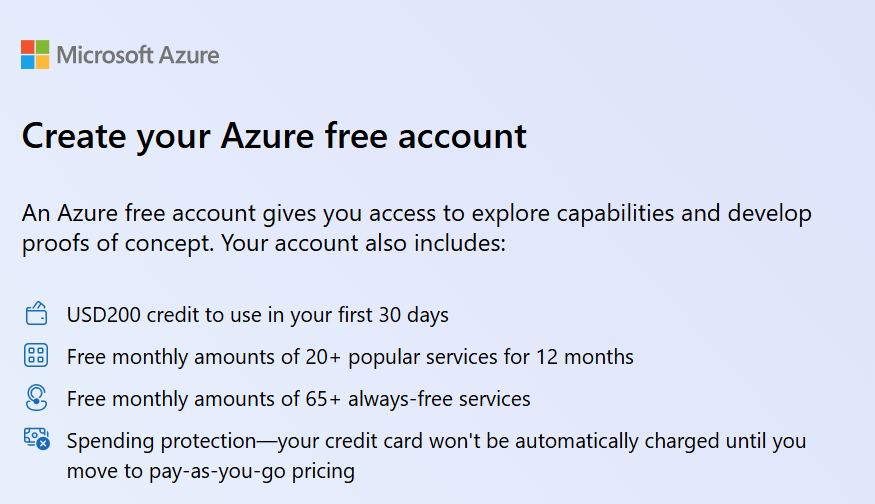 Microsoft Azure
Create your Azure free account
An Azure free account gives you access to explore capabilities and develop
proofs of concept. Your account also includes:
USD200 credit to use in your first 30 days
Free monthly amounts of 20+ popular services for 12 months
Free monthly amounts of 65+ always-free services
Spending protection—your credit card won't be automatically charged until you
move to pay-as-you-go pricing